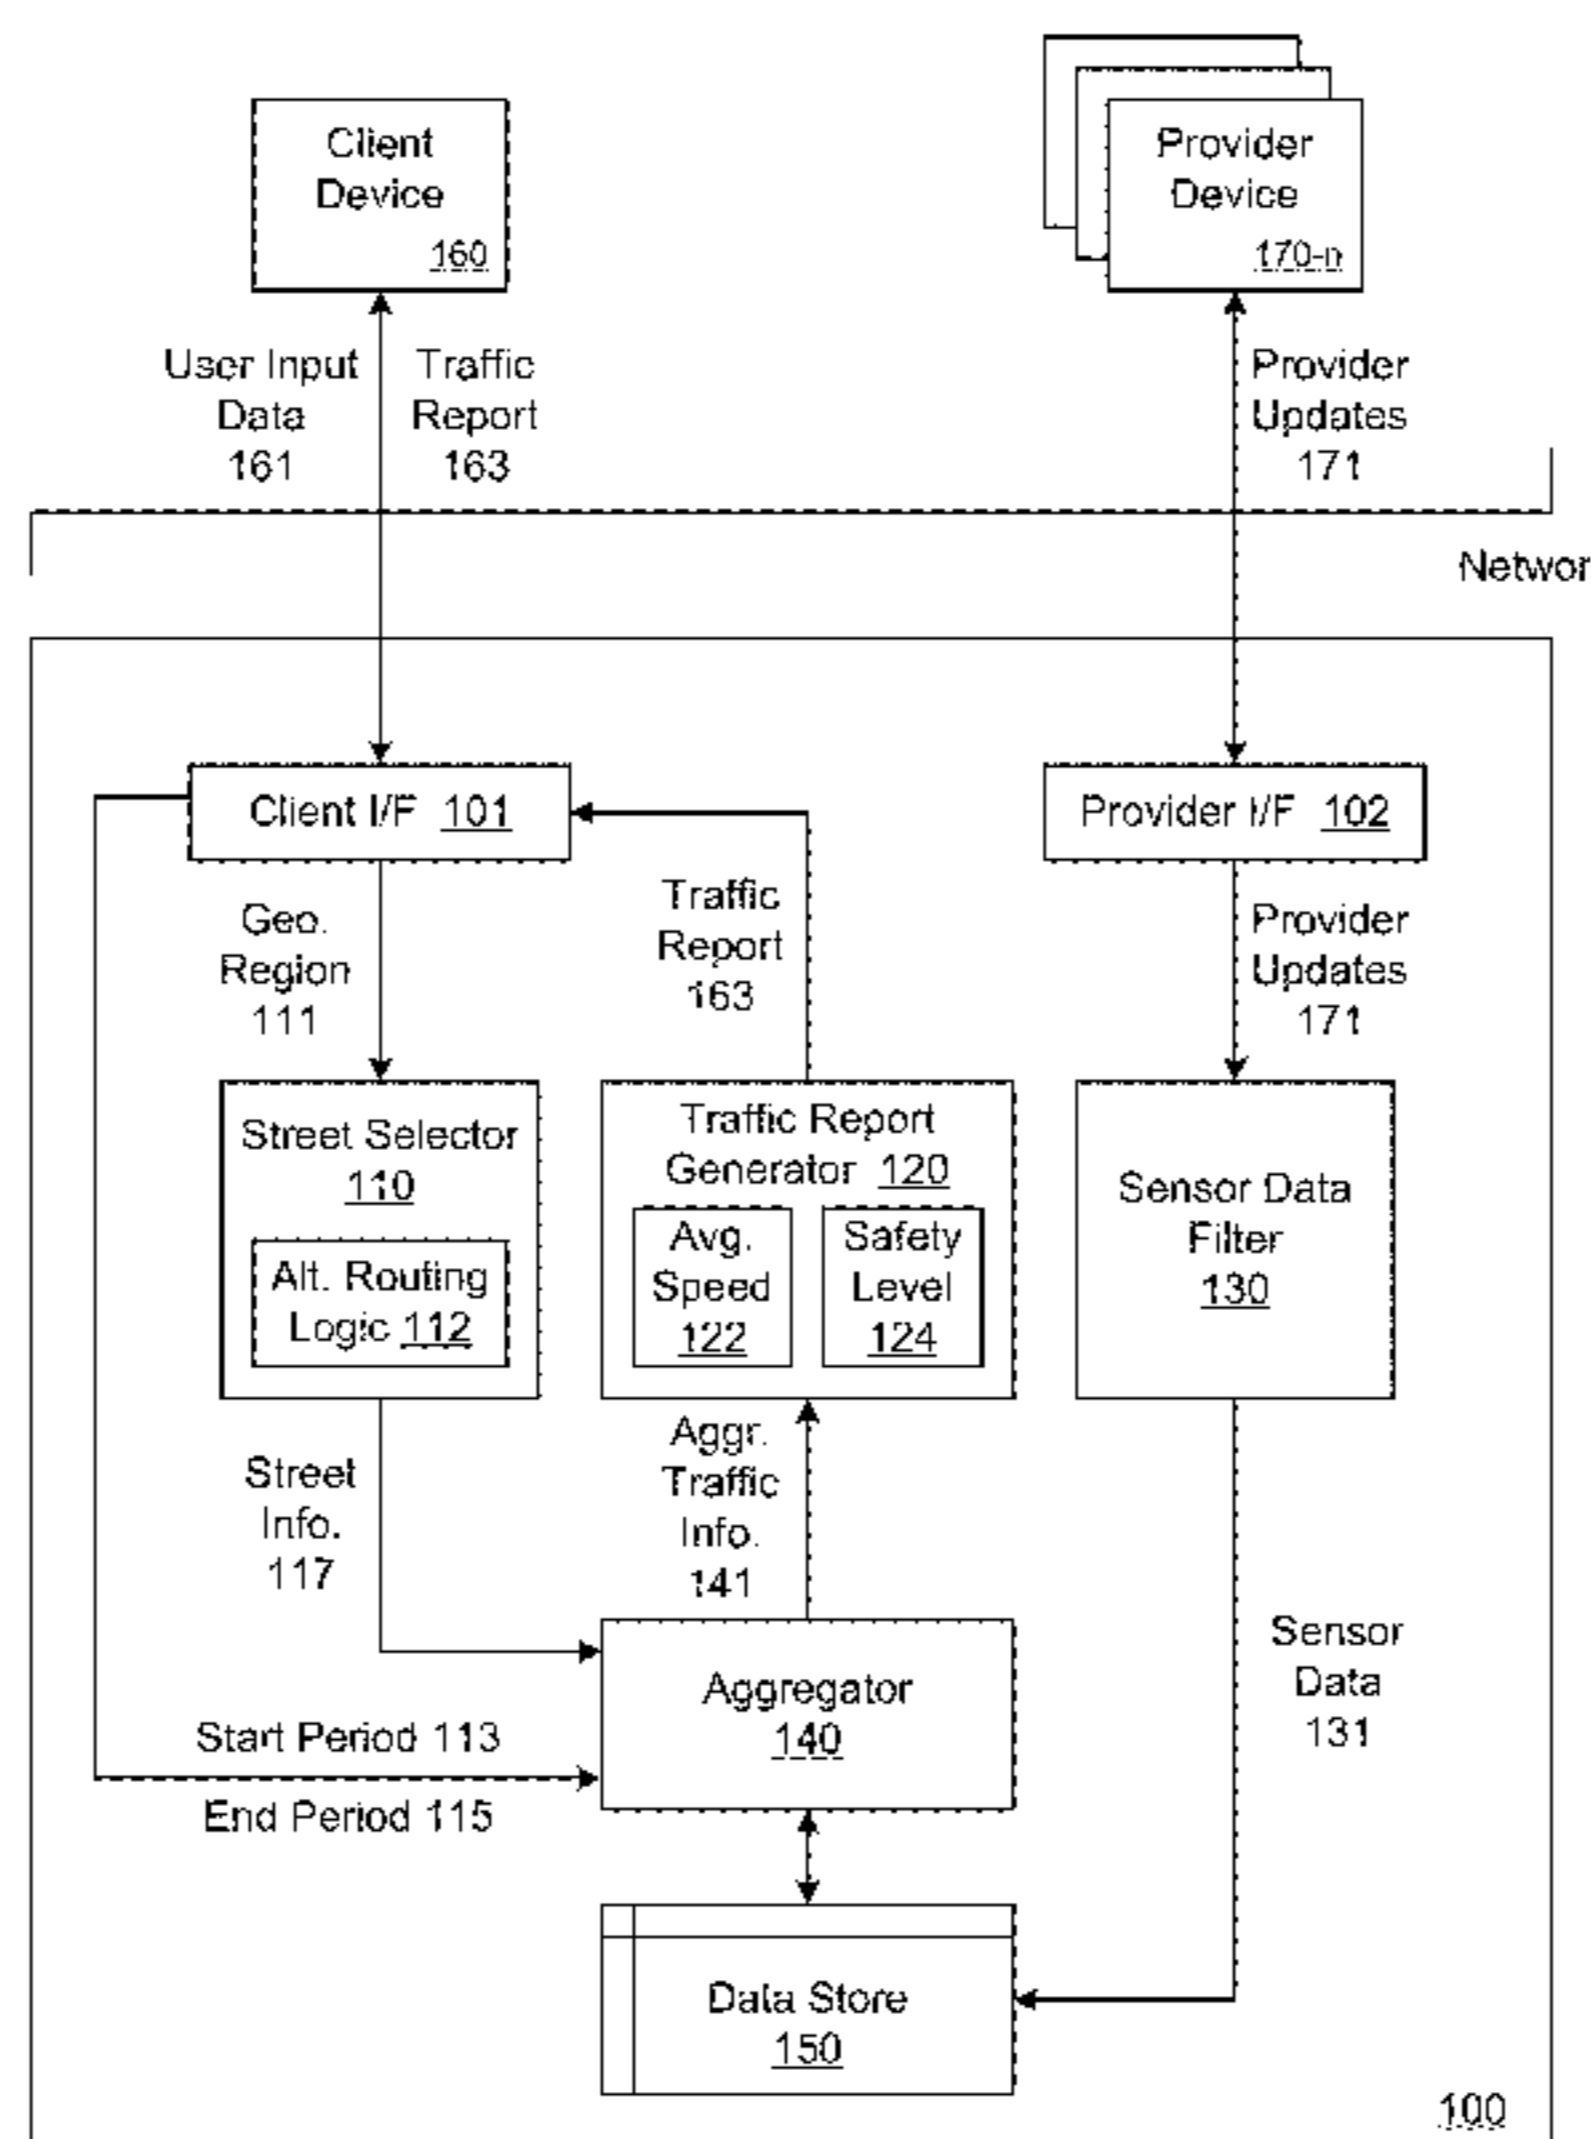 Client
Device
160
Provider
Device
170-n
User Input
Data
161
Traffic
Report
163
Provider
Updates
171
Networ
Client I/F 101
Provider I/F 102
Geo.
Region
111
Traffic
Report
163
Provider
Updates
171
Street Selector
110
Alt. Routing
Logic 112
Traffic Report
Generator 120
Avg.
Speed
122
Safety
Level
124
Sensor Data
Filter
130
Street
Info.
117
Aggr.
Traffic
Info.
141
Sensor
Data
131
Aggregator
140
Start Period 113
End Period 115
Data Store
150
100